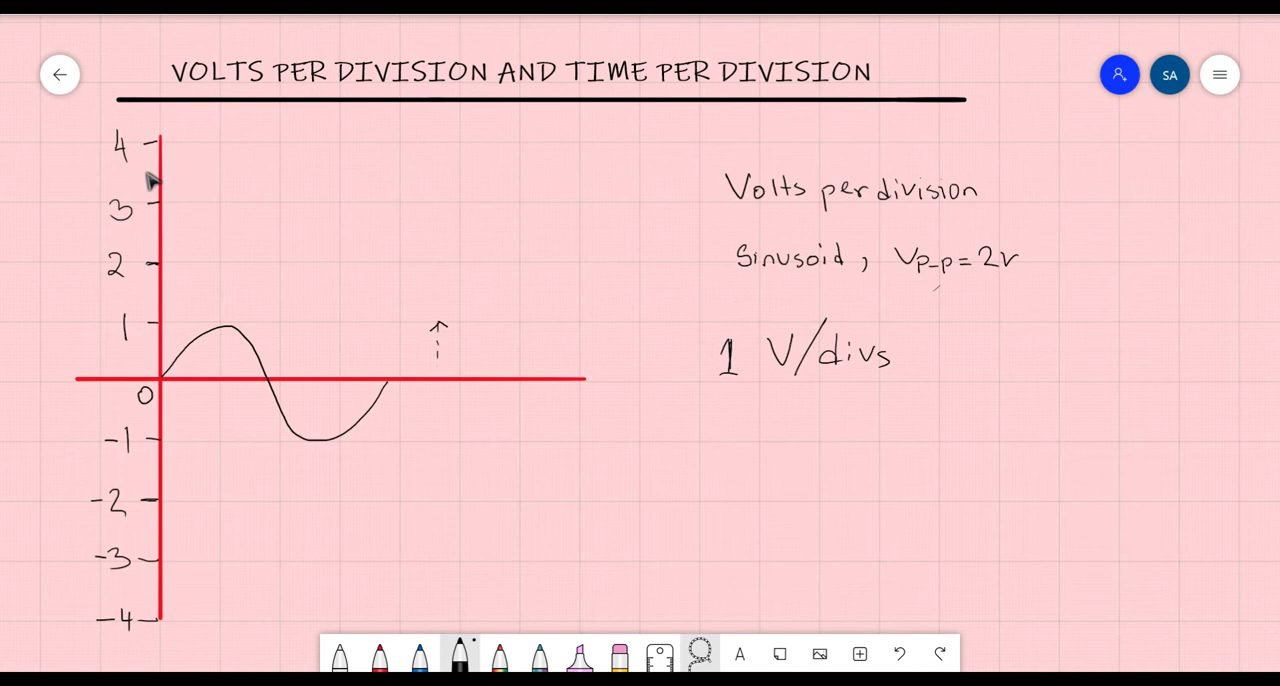 VOLTS PER DIVISION AND TIME PER DIVISION
SA
4
3
2
1
0
-1
-2
-3
-4
Volts per division
Sinusoid, Vp-p=2v
1 V/divs
A